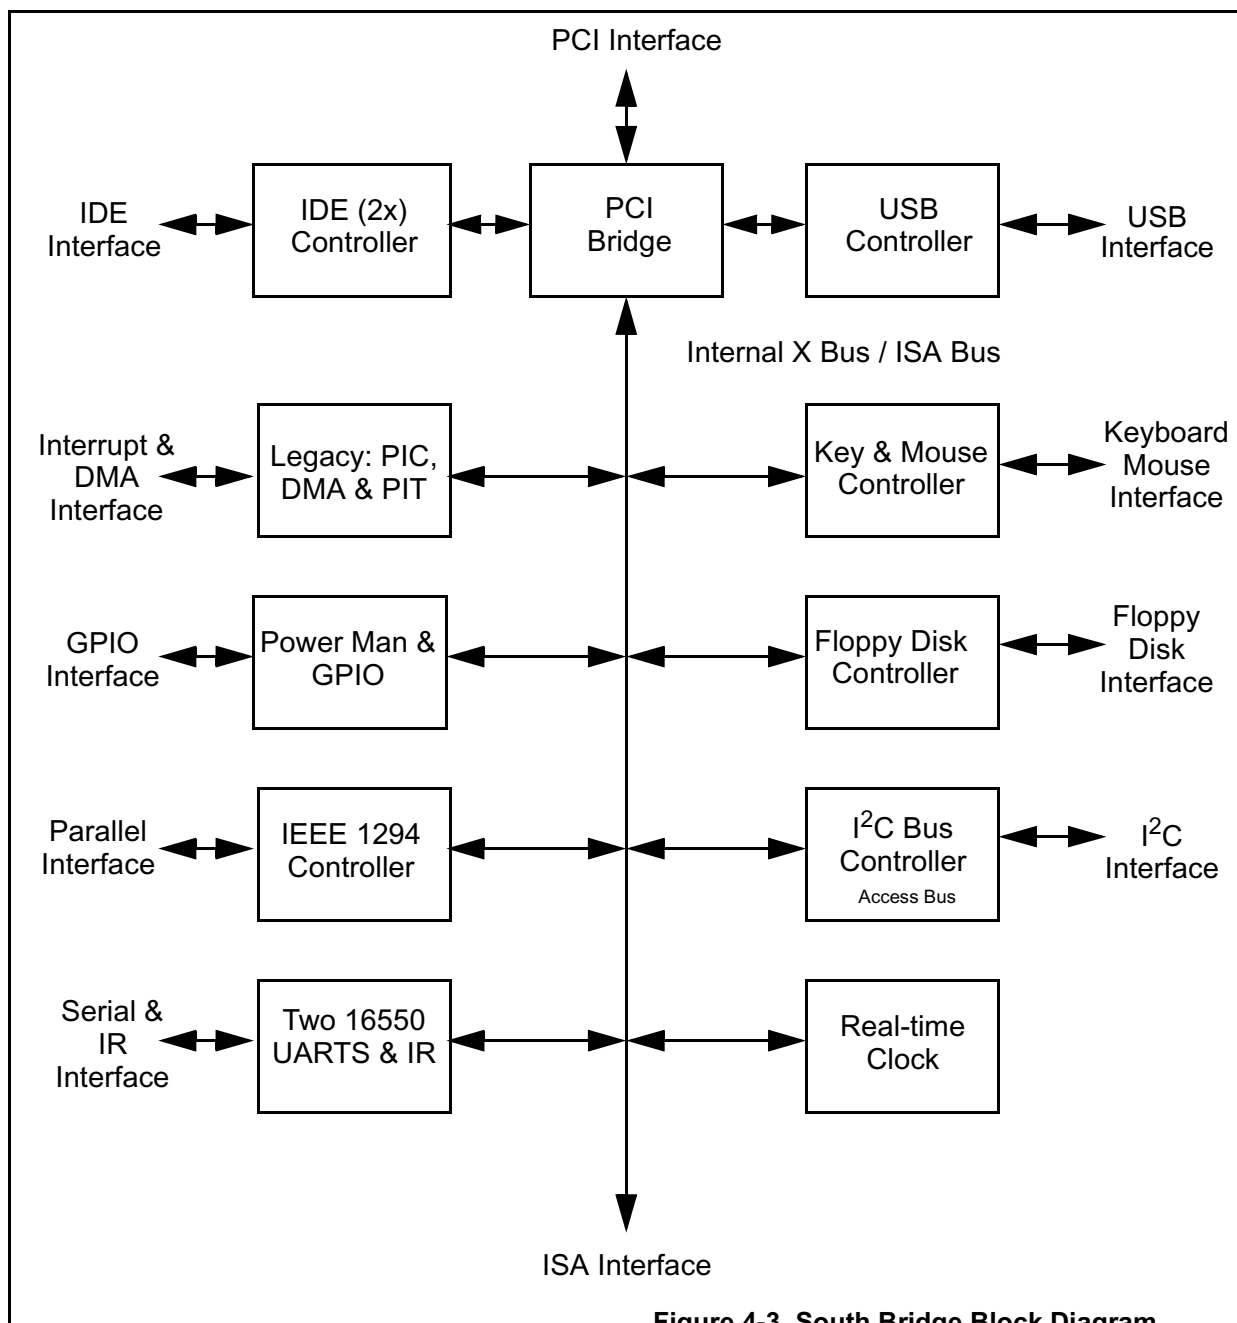 PCI Interface
IDE
Interface
IDE (2x)
Controller
PCI
Bridge
USB
Controller
USB
Interface
Internal X Bus / ISA Bus
Interrupt &
DMA
Interface
Legacy: PIC,
DMA & PIT
Key & Mouse
Controller
Keyboard
Mouse
Interface
GPIO
Interface
Power Man &
GPIO
Floppy Disk
Controller
Floppy
Disk
Interface
Parallel
Interface
IEEE 1294
Controller
I²C Bus
Controller
Access Bus
I²C
Interface
Serial &
IR
Interface
Two 16550
UARTS & IR
Real-time
Clock
ISA Interface
Figure 4-3. South Bridge Block Diagram